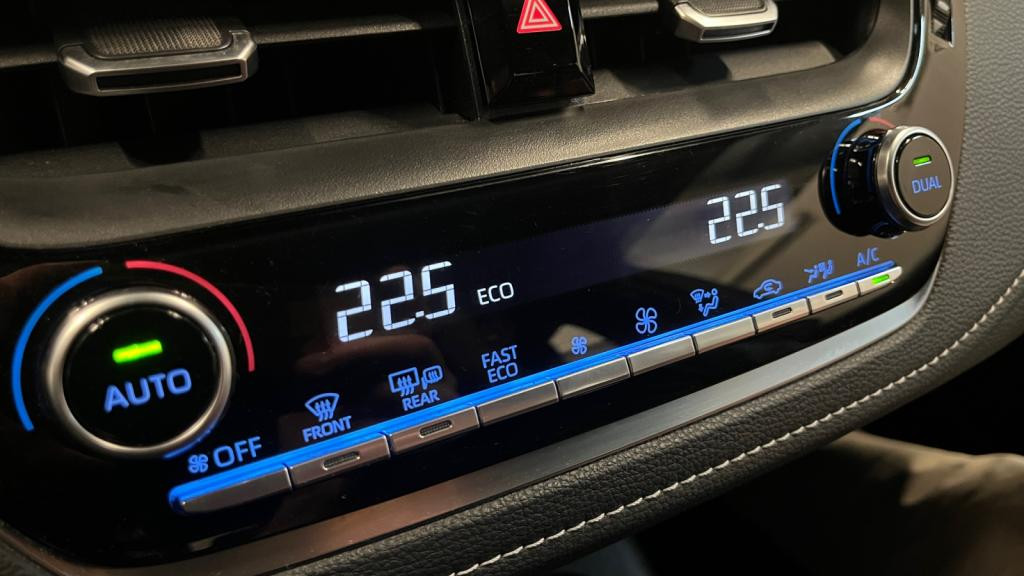 22.5 ECO
22.5
DUAL
AUTO
OFF
FRONT
REAR
FAST
ECO
A/C